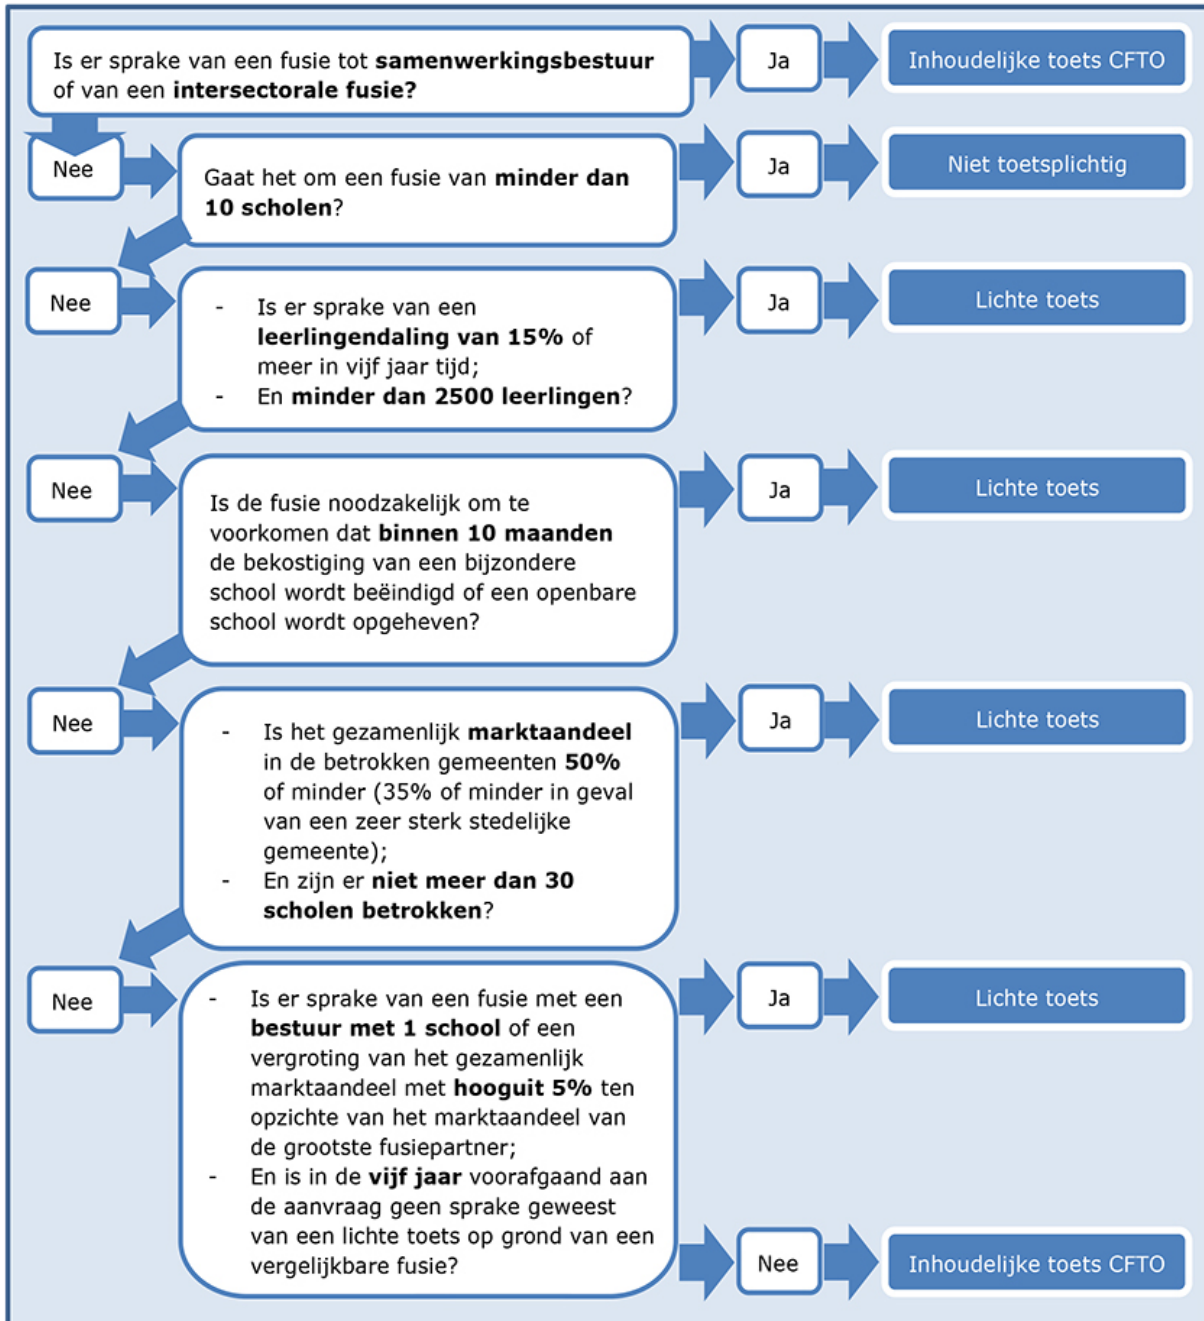 Is er sprake van een fusie tot samenwerkingsbestuur
of van een intersectorale fusie?
Ja
Inhoudelijke toets CFTO
Nee
Gaat het om een fusie van minder dan
10 scholen?
Ja
Niet toetsplichtig
Nee
- Is er sprake van een
leerlingendaling van 15% of
meer in vijf jaar tijd;
- En minder dan 2500 leerlingen?
Ja
Lichte toets
Nee
Is de fusie noodzakelijk om te
voorkomen dat binnen 10 maanden
de bekostiging van een bijzondere
school wordt beëindigd of een openbare
school wordt opgeheven?
Ja
Lichte toets
Nee
- Is het gezamenlijk marktaandeel
in de betrokken gemeenten 50%
of minder (35% of minder in geval
van een zeer sterk stedelijke
gemeente);
- En zijn er niet meer dan 30
scholen betrokken?
Ja
Lichte toets
Nee
- Is er sprake van een fusie met een
bestuur met 1 school of een
vergroting van het gezamenlijk
marktaandeel met hooguit 5% ten
opzichte van het marktaandeel van
de grootste fusiepartner;
- En is in de vijf jaar voorafgaand aan
de aanvraag geen sprake geweest
van een lichte toets op grond van een
vergelijkbare fusie?
Ja
Lichte toets
Nee
Inhoudelijke toets CFTO